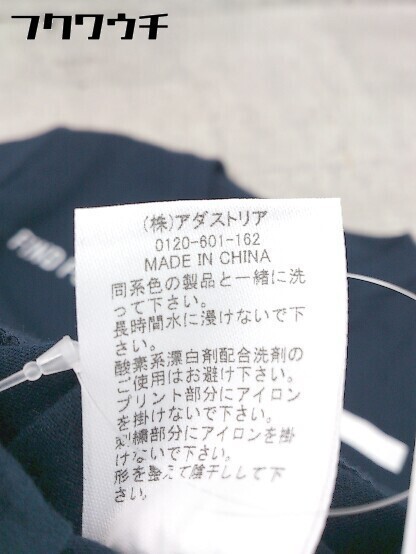 フクワウチ
(株)アダストリア
0120-601-162
MADE IN CHINA
同系色の製品と一緒に洗
って下さい。
長時間水に浸けないで下
さい。
酸素系漂白剤配合洗剤の
ご使用はお避け下さい。
プリント部分にアイロン
を掛けないで下さい。
刺繍部分にアイロンを掛
けないで下さい。
形を整えて陰干しして下
さい。
FIND